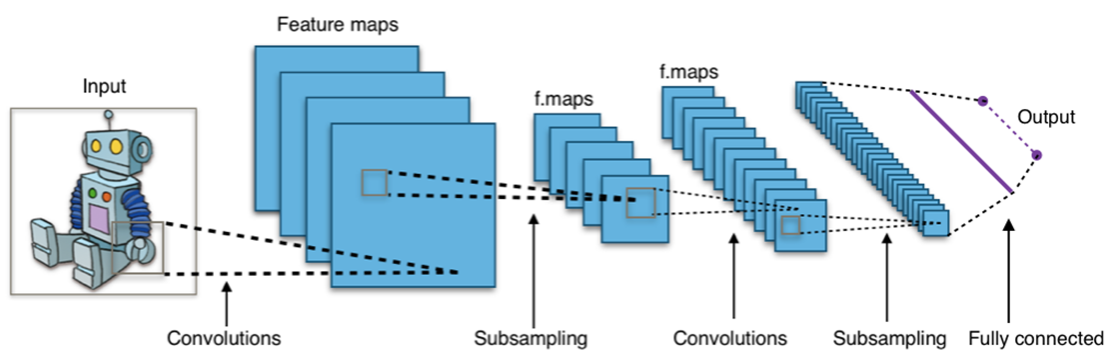 Feature maps
Input
f.maps
f.maps
Output
Convolutions
Subsampling
Convolutions
Subsampling
Fully connected